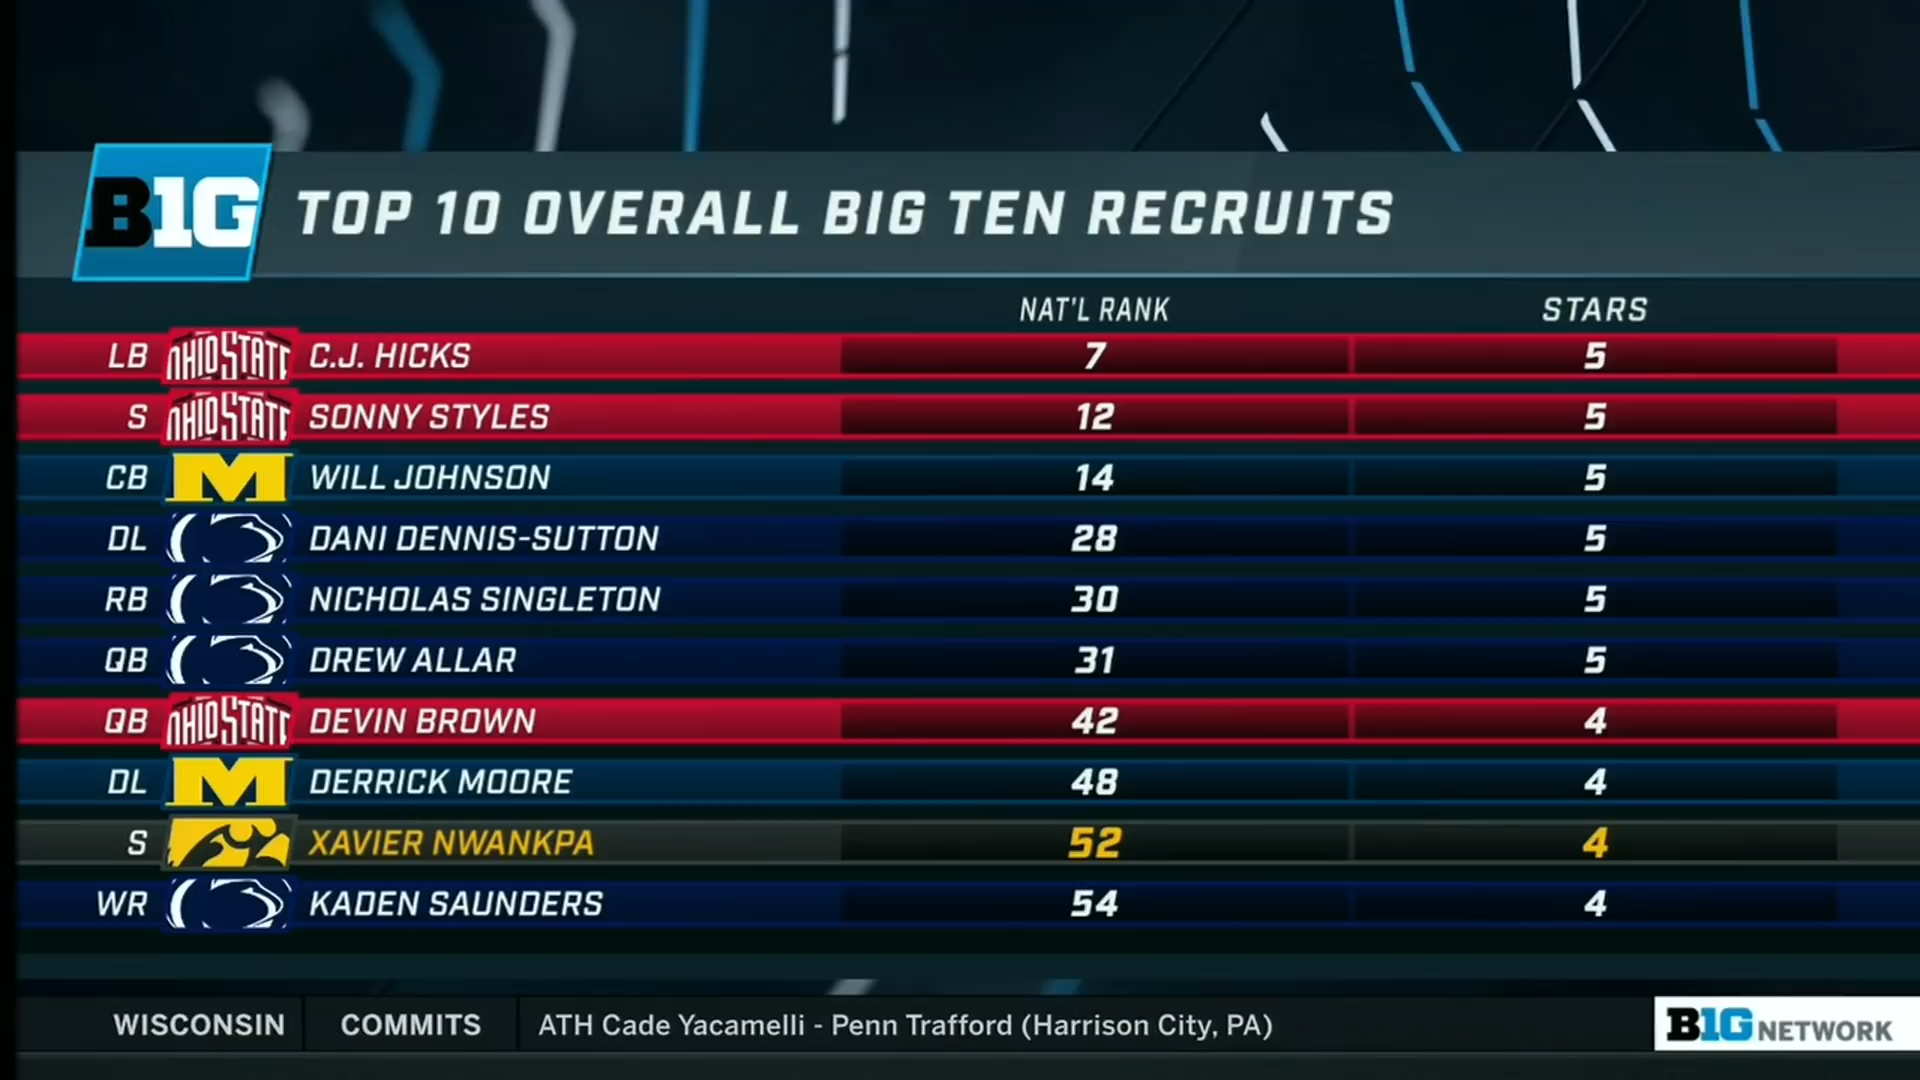 B1G TOP 10 OVERALL BIG TEN RECRUITS
NAT'L RANK STARS
LB OHIO STATE C.J. HICKS 7 5
S OHIO STATE SONNY STYLES 12 5
CB M WILL JOHNSON 14 5
DL DANI DENNIS-SUTTON 28 5
RB NICHOLAS SINGLETON 30 5
QB DREW ALLAR 31 5
QB OHIO STATE DEVIN BROWN 42 4
DL M DERRICK MOORE 48 4
S XAVIER NWANKPA 52 4
WR KADEN SAUNDERS 54 4
WISCONSIN COMMITS ATH Cade Yacamelli - Penn Trafford (Harrison City, PA) B1G NETWORK